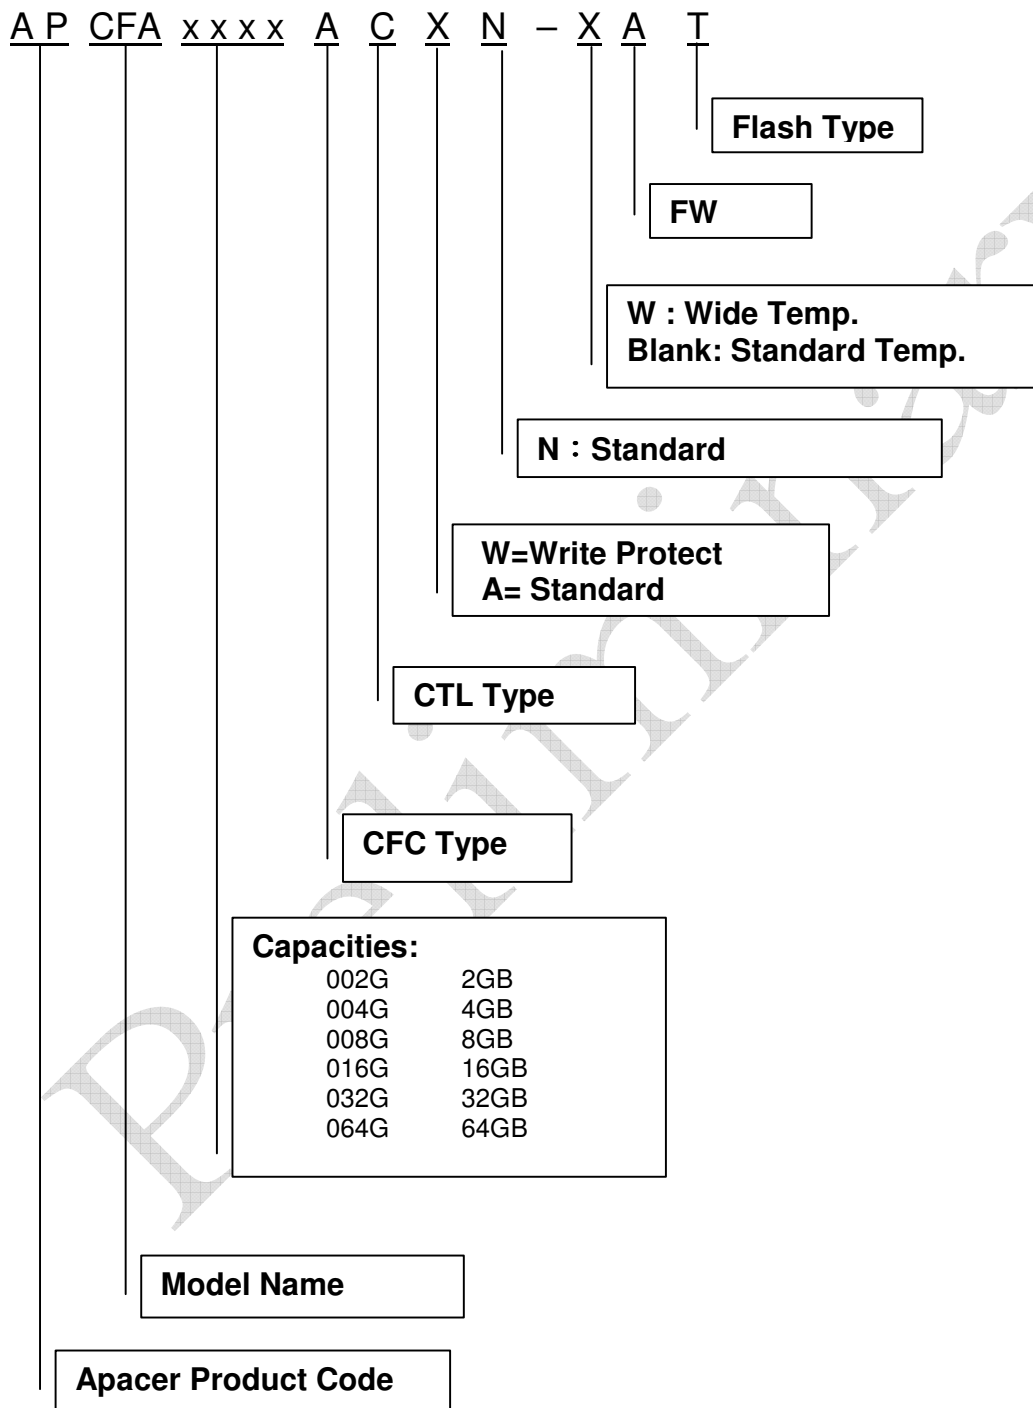 A P CFA x x x x A C X N – X A T
Flash Type
FW
W : Wide Temp.
Blank: Standard Temp.
N : Standard
W=Write Protect
A= Standard
CTL Type
CFC Type
Capacities:
002G 2GB
004G 4GB
008G 8GB
016G 16GB
032G 32GB
064G 64GB
Model Name
Apacer Product Code
Preliminary